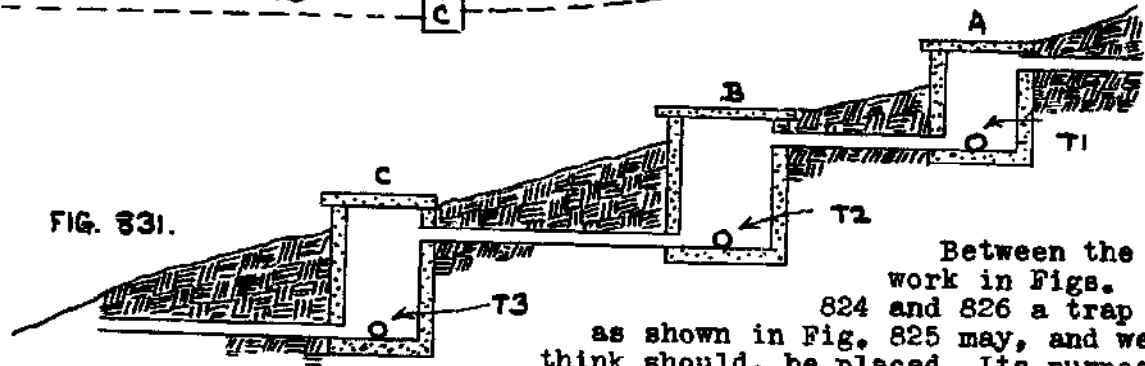 C
A
B
T1
C
FIG. 831.
T2
Between the
work in Figs.
T3
824 and 826 a trap
as shown in Fig. 825 may, and we
think should, be placed. Its purpose